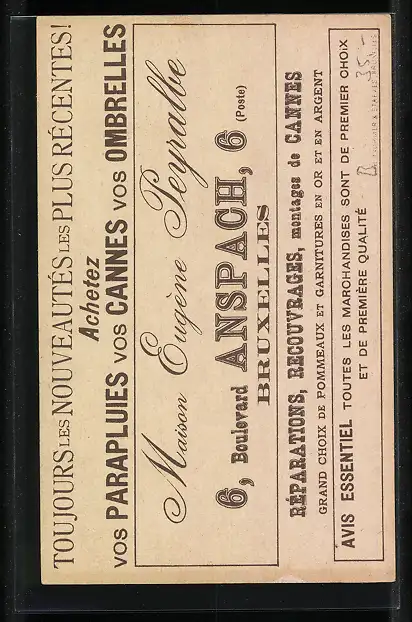 TOUJOURS LES NOUVEAUTÉS LES PLUS RÉCENTES!
Achetez
VOS PARAPLUIES VOS CANNES VOS OMBRELLES
Maison Eugène Peyralbe
6, Boulevard ANSPACH, 6 (Poste)
BRUXELLES
RÉPARATIONS, RECOUVRAGES, montages de CANNES
GRAND CHOIX DE POMMEAUX ET GARNITURES EN OR ET EN ARGENT
AVIS ESSENTIEL TOUTES LES MARCHANDISES SONT DE PREMIER CHOIX
ET DE PREMIÈRE QUALITÉ
B 35.-